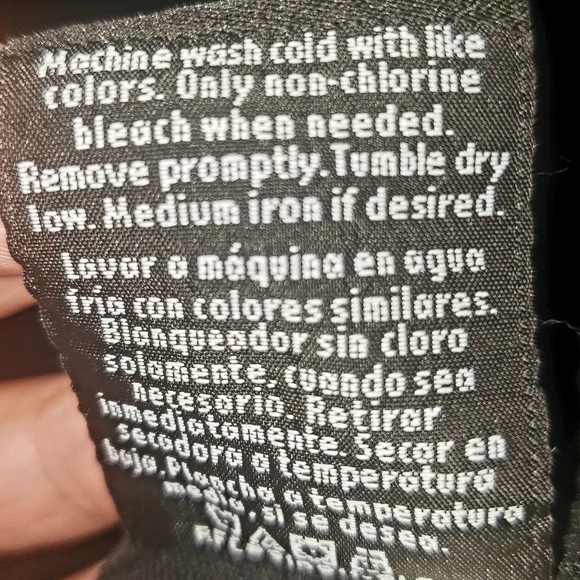 Machine wash cold with like
colors. Only non-chlorine
bleach when needed.
Remove promptly. Tumble dry
low. Medium iron if desired.
Lavar a máquina en agua
fria con colores similares.
Blanqueador sin cloro
solamente, cuando sea
necesario. Retirar
inmediatamente. Secar en
secadora a temperatura
baja. Plancha a temperatura
media, si se desea.